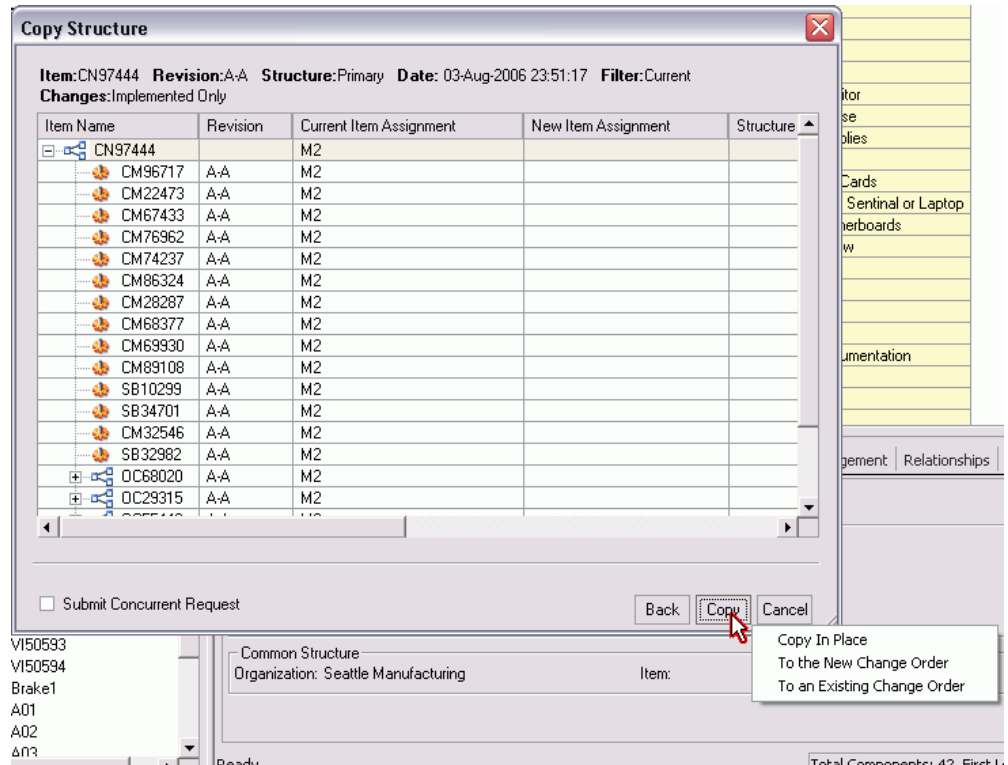 Copy Structure
Item:CN97444 Revision:A-A Structure:Primary Date: 03-Aug-2006 23:51:17 Filter:Current
Changes:Implemented Only
Item Name Revision Current Item Assignment New Item Assignment Structure
CN97444 M2
CM96717 A-A M2
CM22473 A-A M2
CM67433 A-A M2
CM76962 A-A M2
CM74237 A-A M2
CM86324 A-A M2
CM28287 A-A M2
CM68377 A-A M2
CM69930 A-A M2
CM89108 A-A M2
SB10299 A-A M2
SB34701 A-A M2
CM32546 A-A M2
SB32982 A-A M2
OC68020 A-A M2
OC29315 A-A M2
Submit Concurrent Request
Back Copy Cancel
Copy In Place
To the New Change Order
To an Existing Change Order
itor
se
plies
Cards
Sentinal or Laptop
herboards
w
umentation
gement Relationships
VI50593
VI50594
Brake1
A01
A02
A03
Common Structure
Organization: Seattle Manufacturing Item:
Ready
Total Components: 42, First L